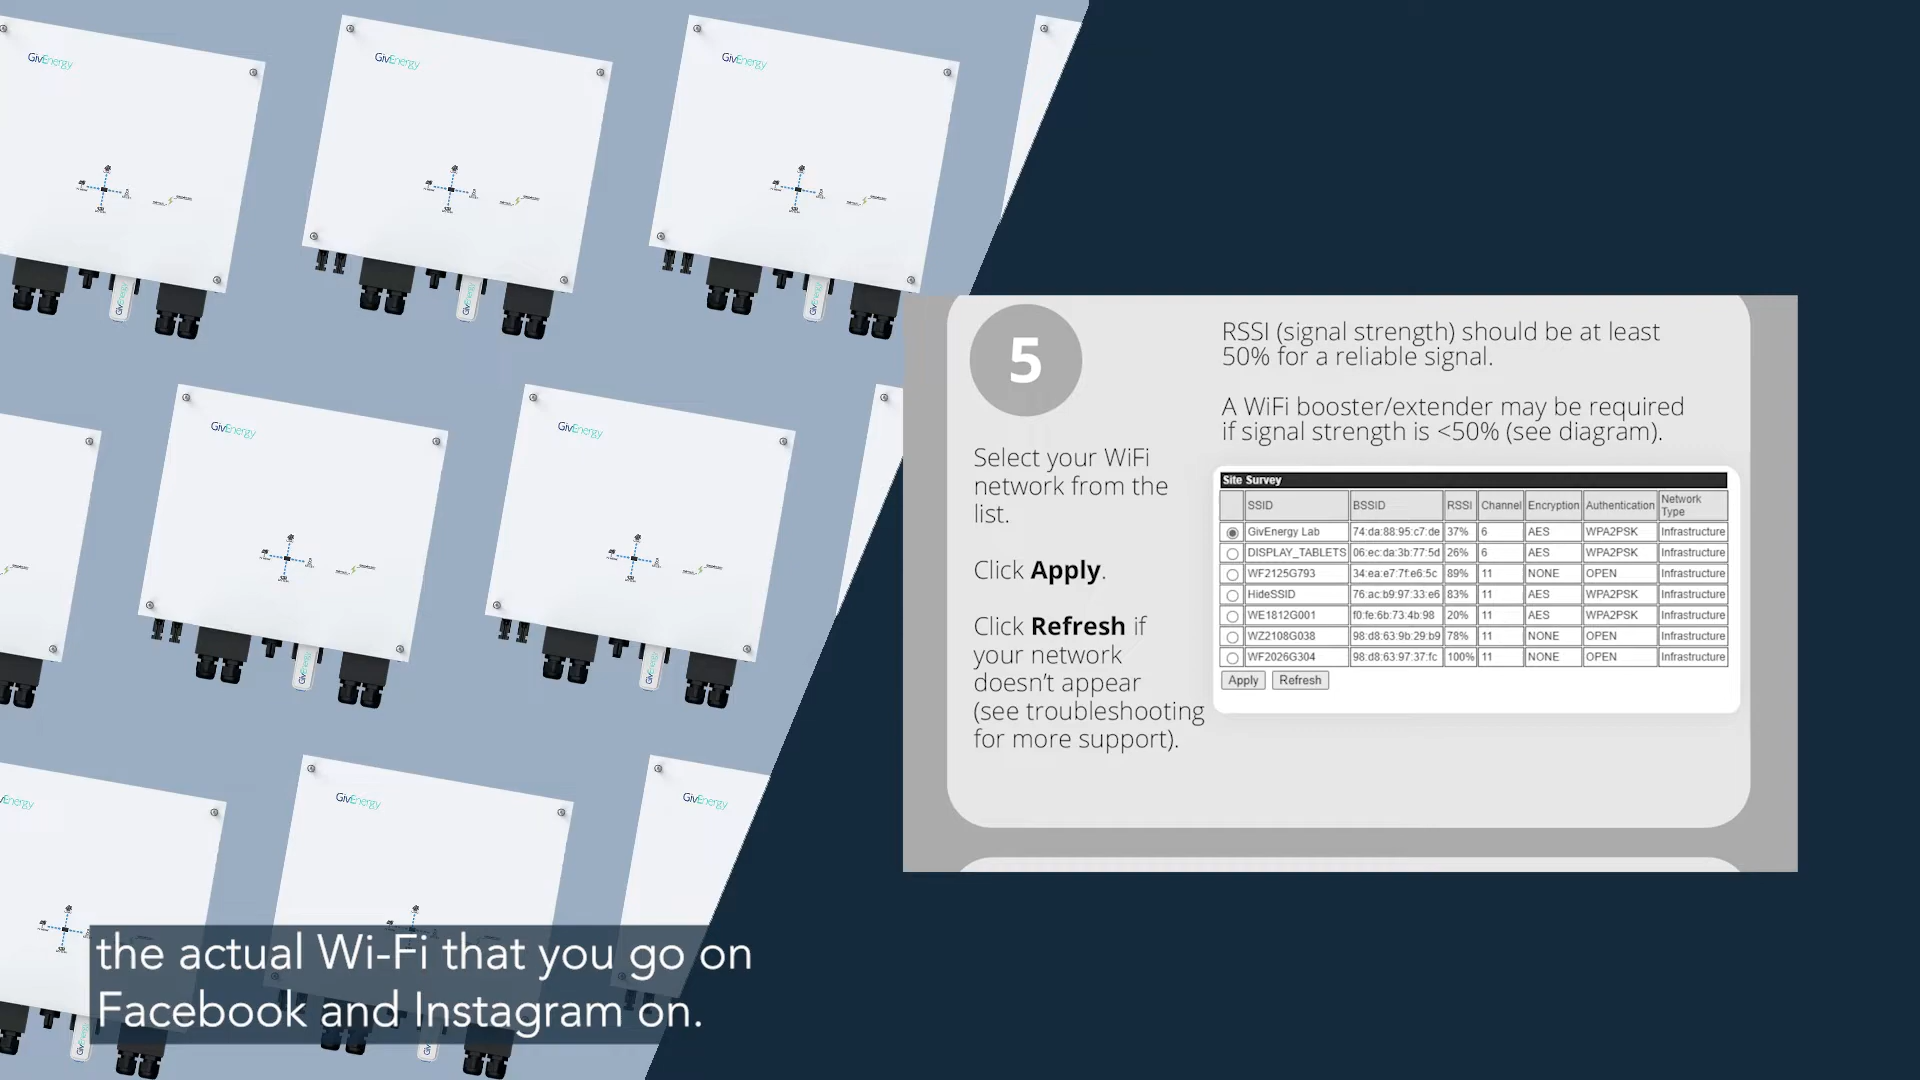 GivEnergy
GivEnergy
GivEnergy
GivEnergy
GivEnergy
GivEnergy
GivEnergy
5
Select your WiFi
network from the
list.
Click Apply.
Click Refresh if
your network
doesn't appear
(see troubleshooting
for more support).
RSSI (signal strength) should be at least
50% for a reliable signal.
A WiFi booster/extender may be required
if signal strength is <50% (see diagram).
Site Survey
SSID BSSID RSSI Channel Encryption Authentication Network Type
GivEnergy Lab 74:da:88:95:c7:de 37% 6 AES WPA2PSK Infrastructure
DISPLAY_TABLETS 06:ec:da:3b:77:5d 26% 6 AES WPA2PSK Infrastructure
WF2125G793 34:ea:e7:7f:e6:5c 89% 11 NONE OPEN Infrastructure
HideSSID 76:ac:b9:97:33:e6 83% 11 AES WPA2PSK Infrastructure
WE1812G001 f0:fe:6b:73:4b:98 20% 11 AES WPA2PSK Infrastructure
WZ2108G038 98:d8:63:9b:29:b9 78% 11 NONE OPEN Infrastructure
WF2026G304 98:d8:63:97:37:fc 100% 11 NONE OPEN Infrastructure
Apply Refresh
the actual Wi-Fi that you go on
Facebook and Instagram on.